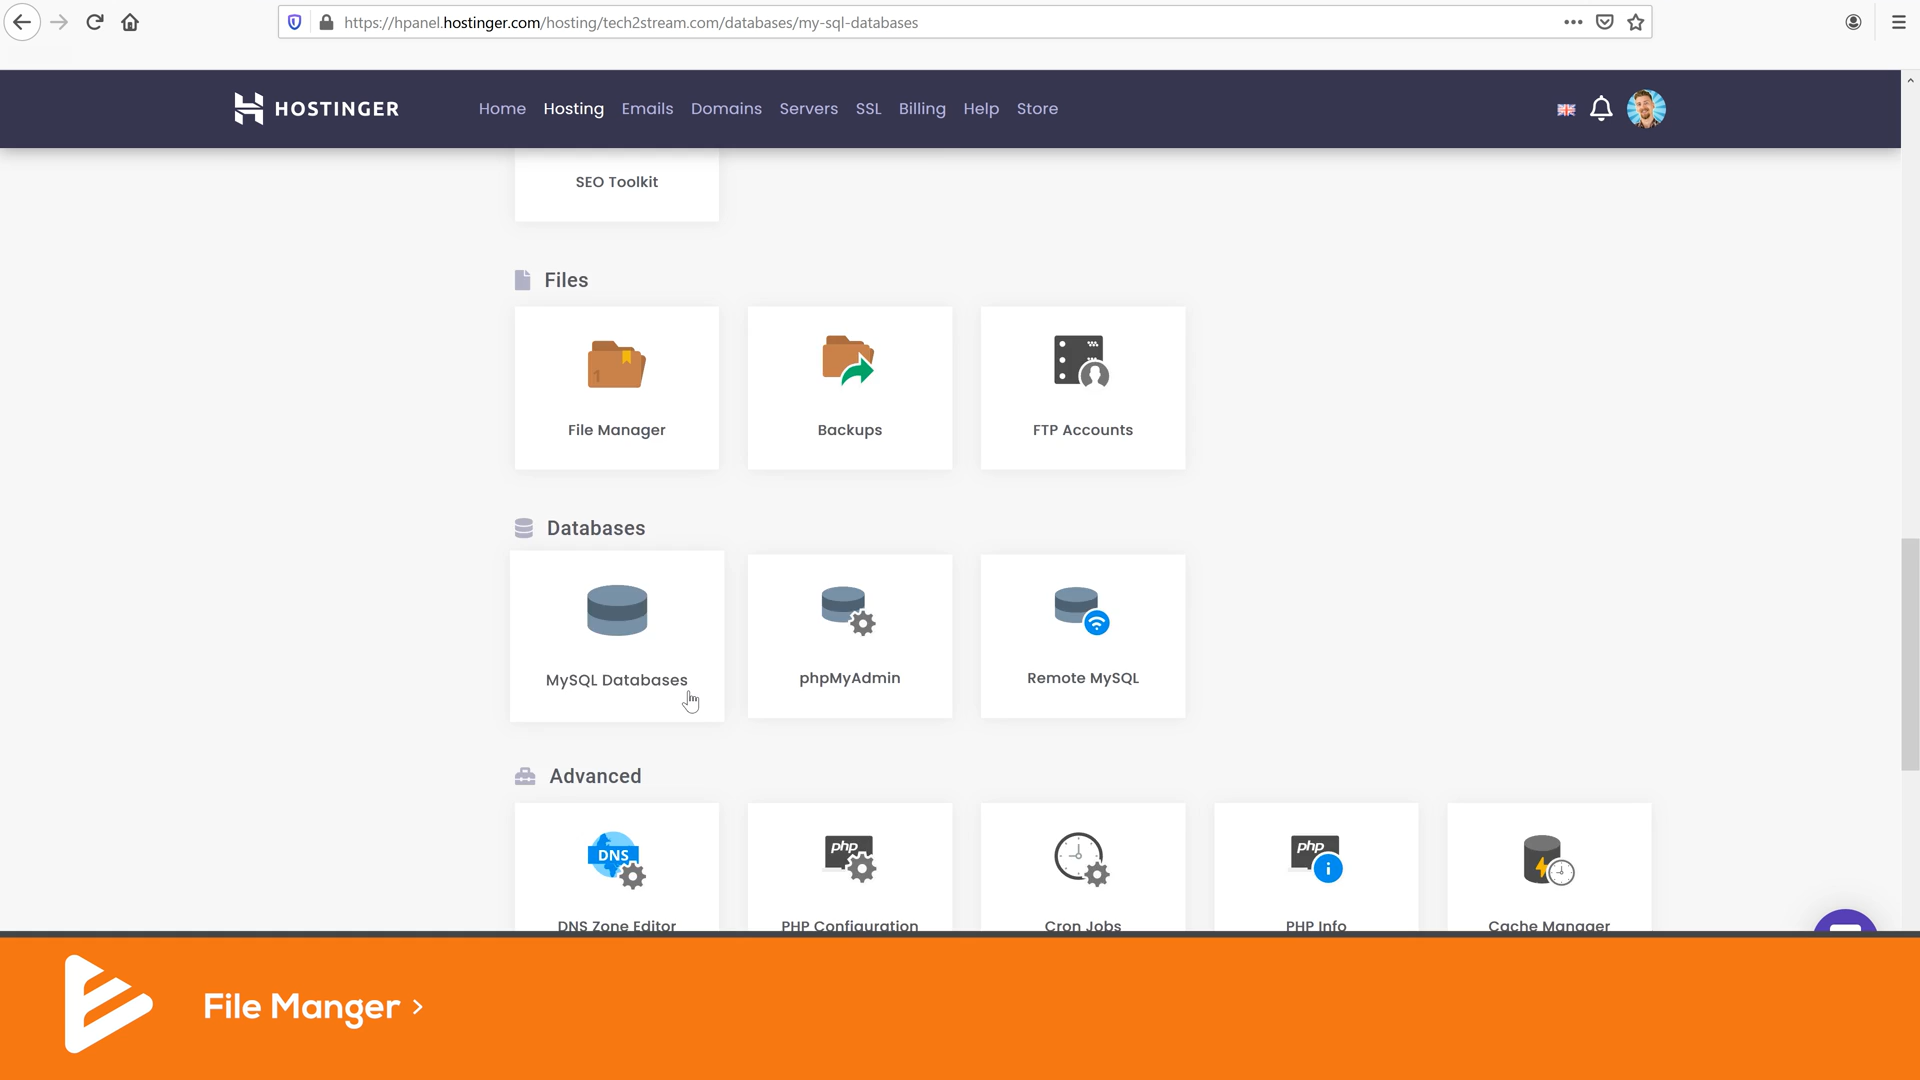 https://hpanel.hostinger.com/hosting/tech2stream.com/databases/my-sql-databases
HOSTINGER Home Hosting Emails Domains Servers SSL Billing Help Store
SEO Toolkit
Files
1
File Manager Backups FTP Accounts
Databases
MySQL Databases phpMyAdmin Remote MySQL
Advanced
DNS php php i
DNS Zone Editor PHP Configuration Cron Jobs PHP Info Cache Manager
File Manger >